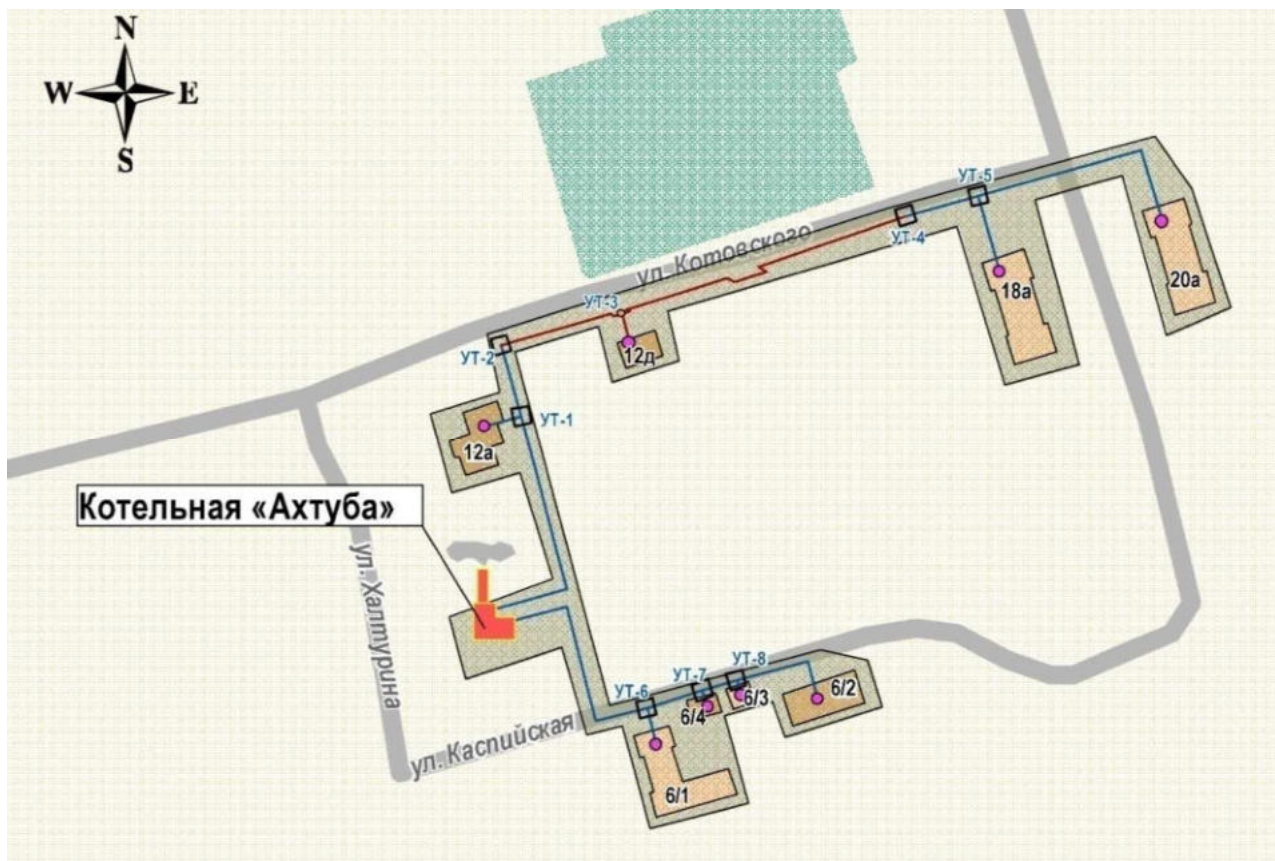 N
W
E
S
УТ-5
ул. Котовского
УТ-4
20а
18а
УТ-3
УТ-2
12д
УТ-1
12а
Котельная «Ахтуба»
ул. Халтурина
УТ-8
УТ-7
УТ-6
6/2
6/3
6/4
ул. Каспийская
6/1